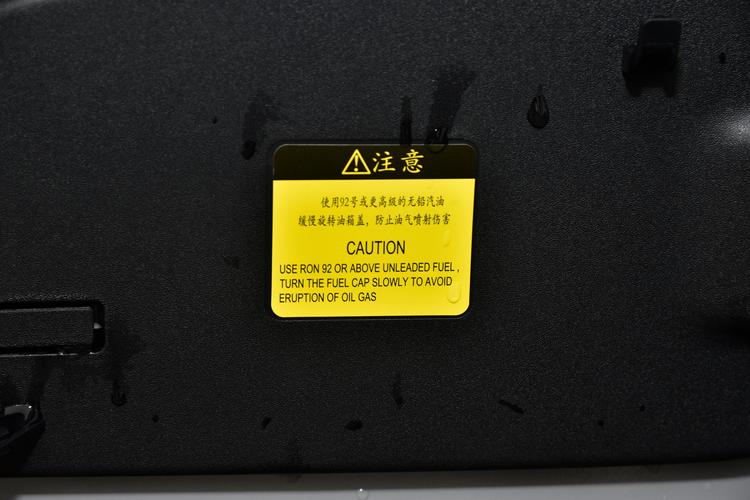 注意
使用92号或更高级的无铅汽油
缓慢旋转油箱盖，防止油气喷射伤害
CAUTION
USE RON 92 OR ABOVE UNLEADED FUEL,
TURN THE FUEL CAP SLOWLY TO AVOID
ERUPTION OF OIL GAS